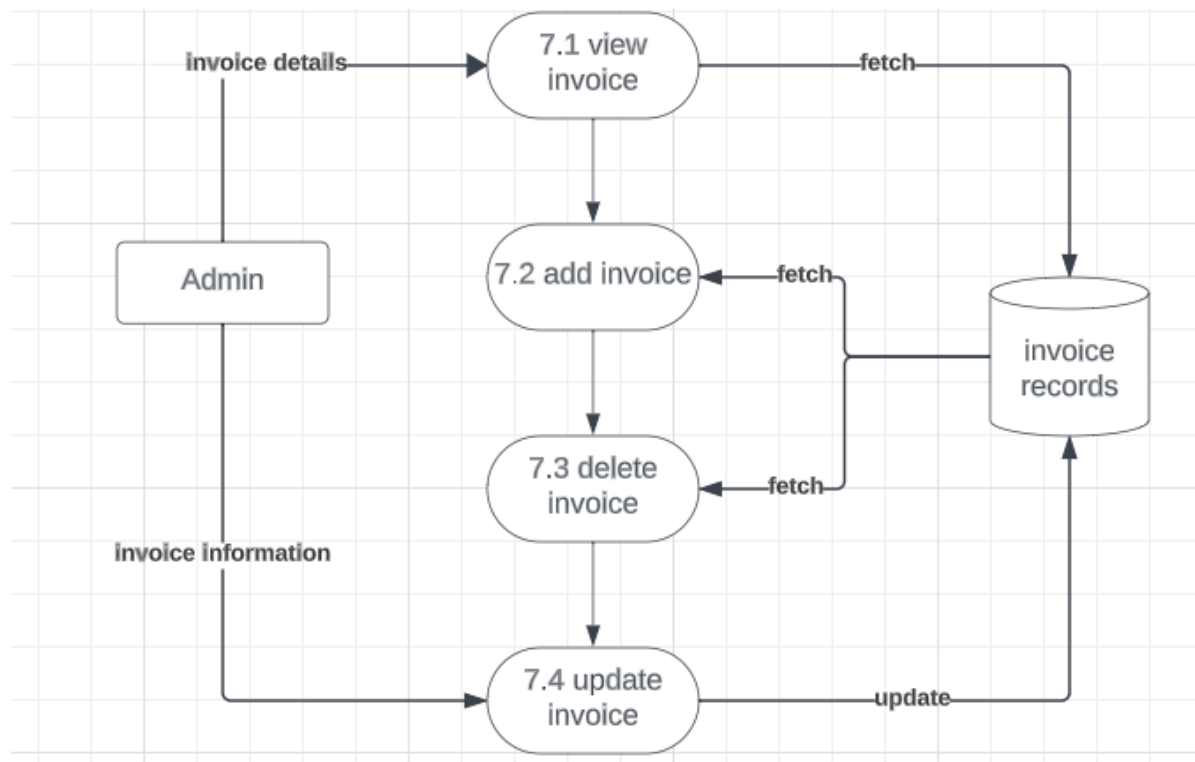 7.1 view
invoice
invoice details
fetch
Admin
7.2 add invoice
fetch
invoice
records
7.3 delete
invoice
fetch
invoice information
7.4 update
invoice
update